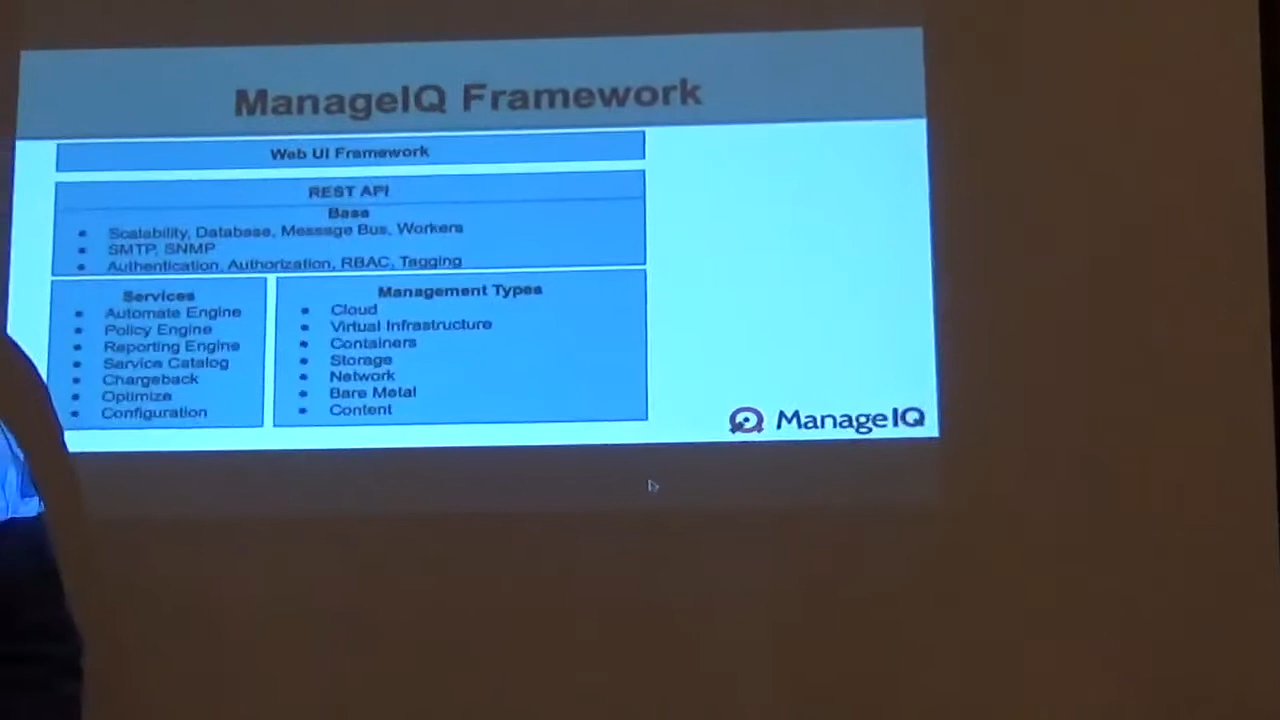 ManageIQ Framework
Web UI Framework
REST API
Base
• Scalability, Database, Message Bus, Workers
• SMTP, SNMP
• Authentication, Authorization, RBAC, Tagging
Services
• Automate Engine
• Policy Engine
• Reporting Engine
• Service Catalog
• Chargeback
• Optimize
• Configuration
Management Types
• Cloud
• Virtual Infrastructure
• Containers
• Storage
• Network
• Bare Metal
• Content
ManageIQ